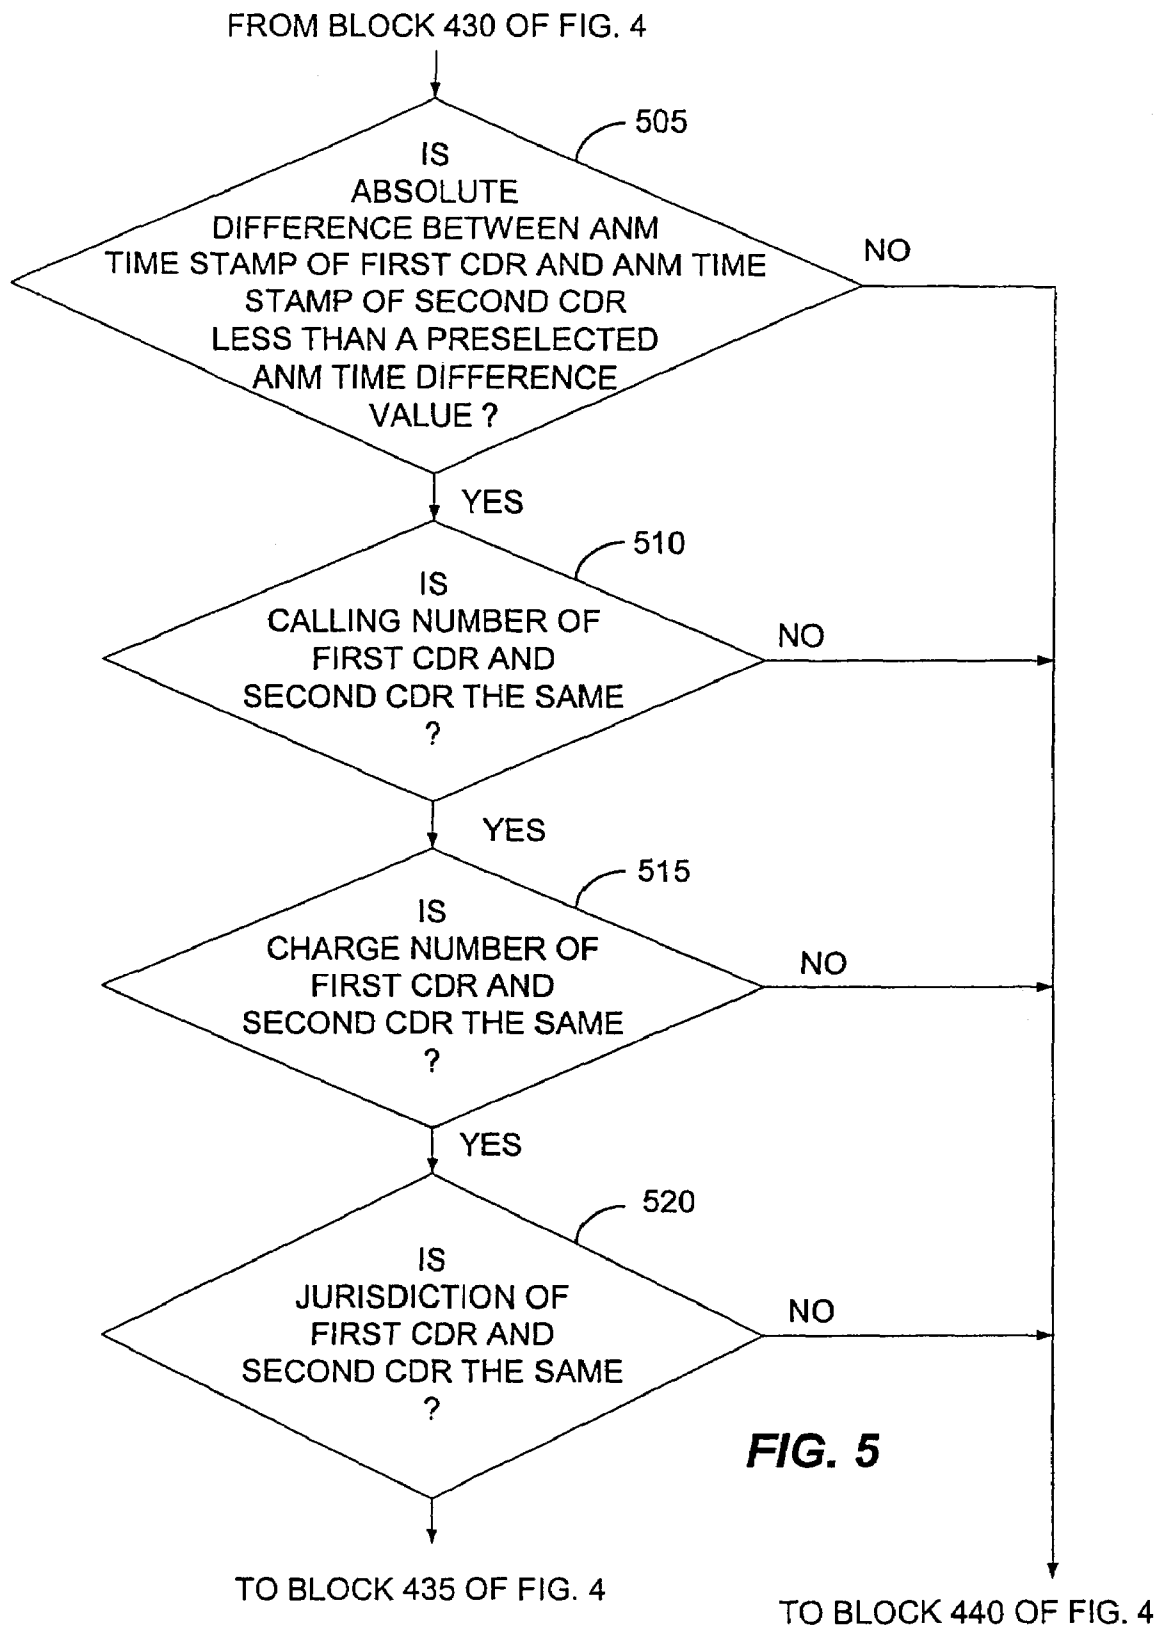 FROM BLOCK 430 OF FIG. 4
505
IS
ABSOLUTE
DIFFERENCE BETWEEN ANM
TIME STAMP OF FIRST CDR AND ANM TIME
STAMP OF SECOND CDR
LESS THAN A PRESELECTED
ANM TIME DIFFERENCE
VALUE ?
NO
YES
510
IS
CALLING NUMBER OF
FIRST CDR AND
SECOND CDR THE SAME
?
NO
YES
515
IS
CHARGE NUMBER OF
FIRST CDR AND
SECOND CDR THE SAME
?
NO
YES
520
IS
JURISDICTION OF
FIRST CDR AND
SECOND CDR THE SAME
?
NO
FIG. 5
TO BLOCK 435 OF FIG. 4
TO BLOCK 440 OF FIG. 4